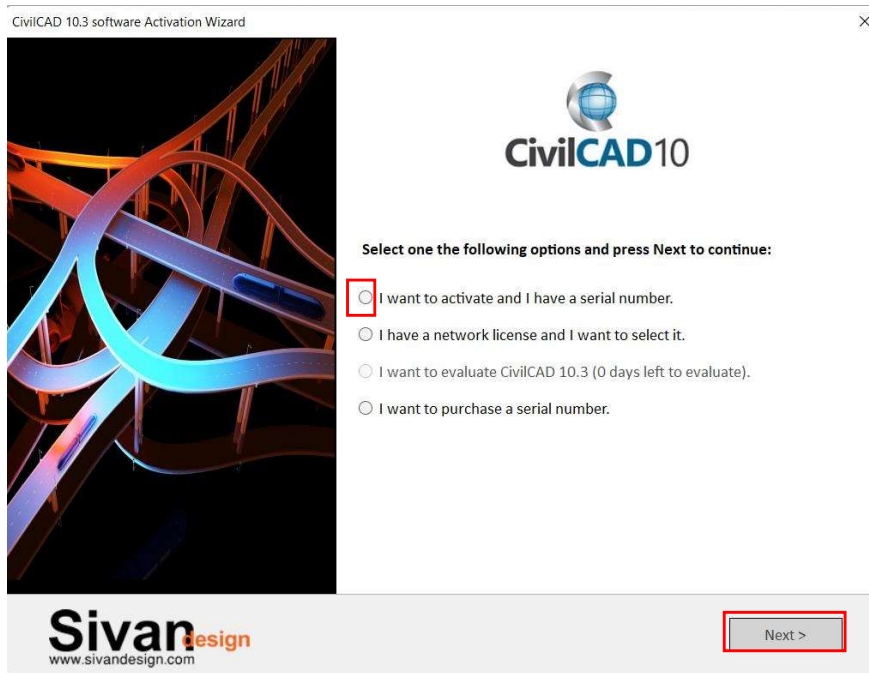 CivilCAD 10.3 software Activation Wizard
CivilCAD10
Select one the following options and press Next to continue:
I want to activate and I have a serial number.
I have a network license and I want to select it.
I want to evaluate CivilCAD 10.3 (0 days left to evaluate).
I want to purchase a serial number.
Sivan design
www.sivandesign.com
Next >